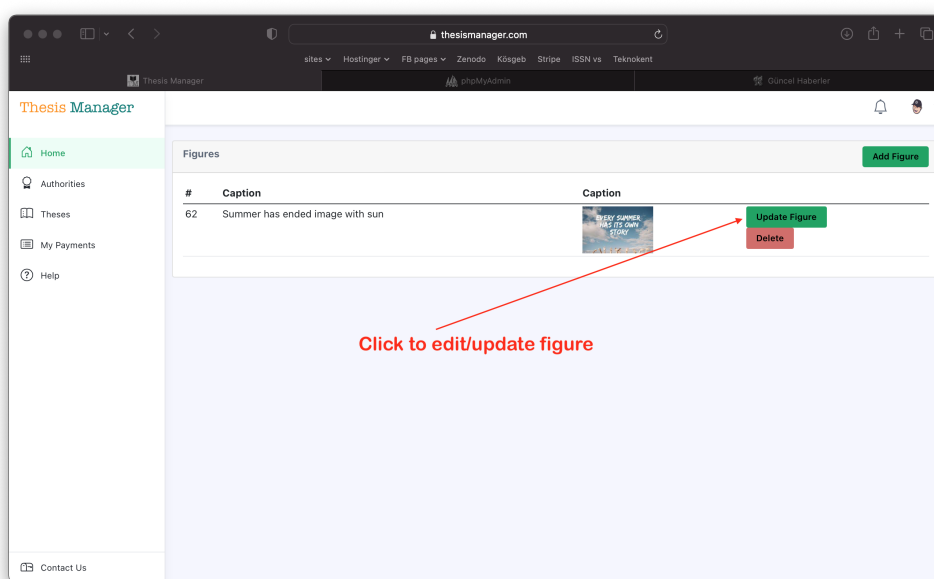 thesismanager.com
sites Hostinger FB pages Zenodo Kösgeb Stripe ISSN vs Teknokent
Thesis Manager phpMyAdmin Güncel Haberler
Thesis Manager
Home
Authorities
Theses
My Payments
Help
Contact Us
Figures Add Figure
# Caption Caption
62 Summer has ended image with sun
EVERY SUMMER
HAS ITS OWN
STORY
Update Figure
Delete
Click to edit/update figure